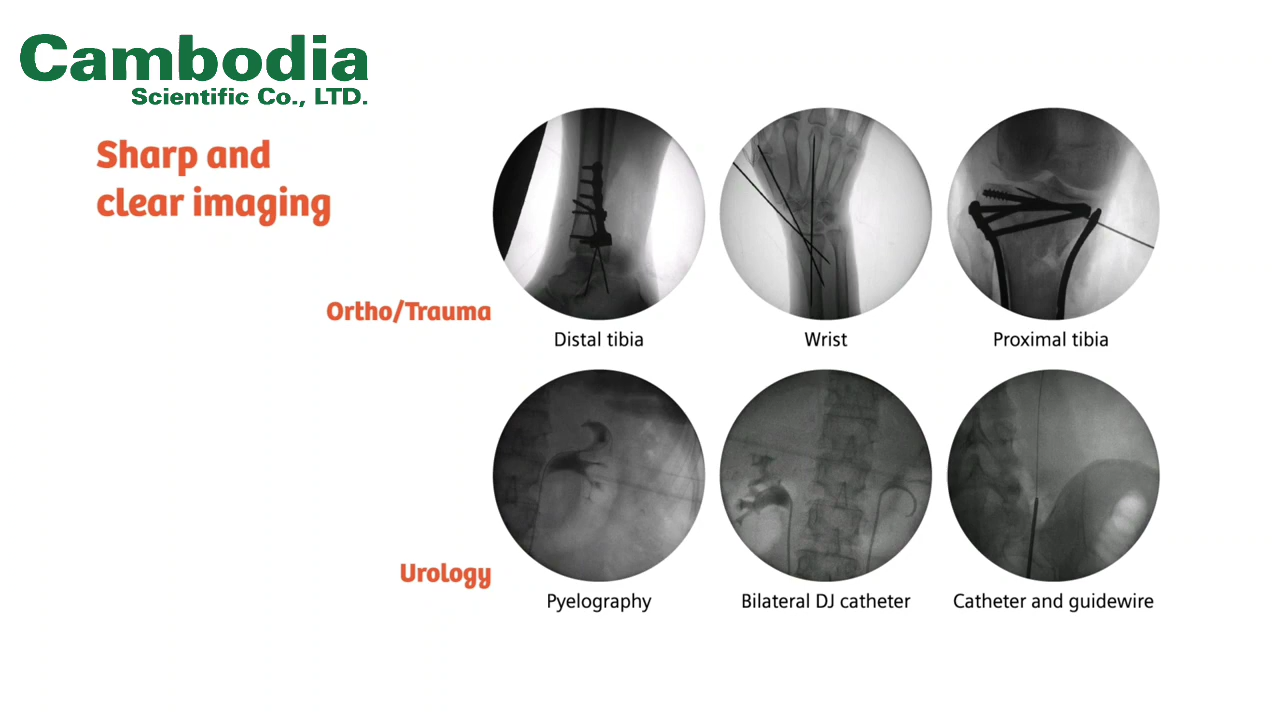 Cambodia
Scientific Co., LTD.
Sharp and
clear imaging
Ortho/Trauma
Distal tibia
Wrist
Proximal tibia
Urology
Pyelography
Bilateral DJ catheter
Catheter and guidewire